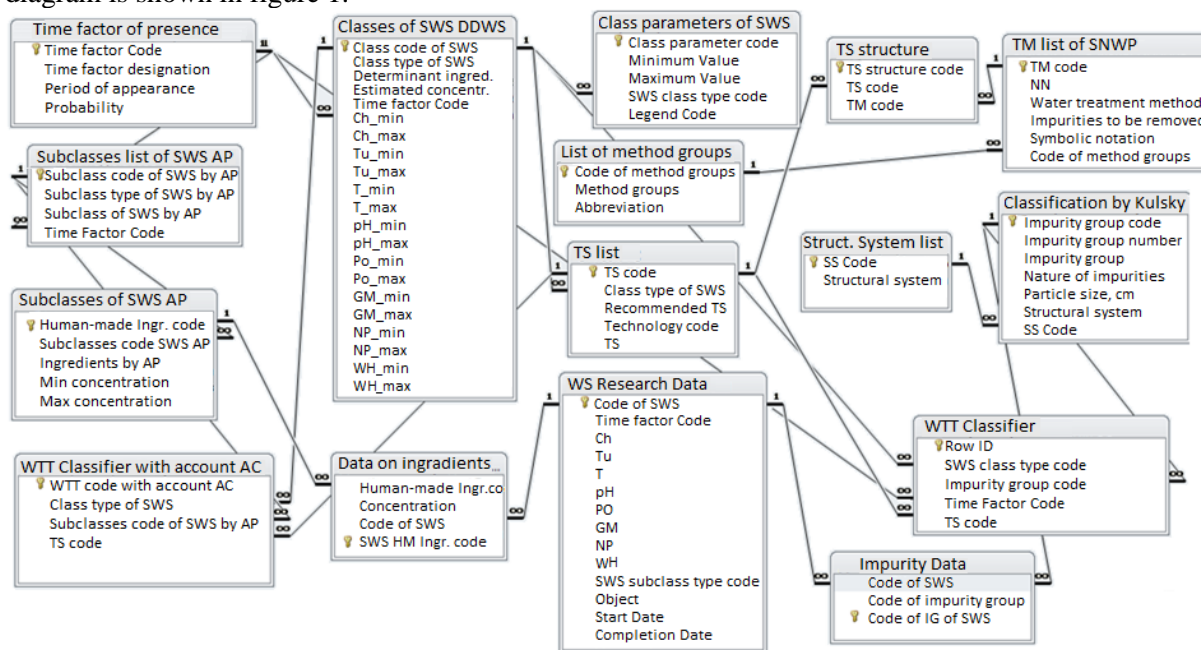 diagram is shown in figure 1.
Time factor of presence
Time factor Code
Time factor designation
Period of appearance
Probability
Subclasses list of SWS AP
Subclass code of SWS by AP
Subclass type of SWS by AP
Subclass of SWS by AP
Time Factor Code
Subclasses of SWS AP
Human-made Ingr. code
Subclasses code SWS AP
Ingredients by AP
Min concentration
Max concentration
WTT Classifier with account AC
WTT code with account AC
Class type of SWS
Subclasses code of SWS by AP
TS code
Classes of SWS DDWS
Class code of SWS
Class type of SWS
Determinant ingred.
Estimated concentr.
Time factor Code
Ch_min
Ch_max
Tu_min
Tu_max
T_min
T_max
pH_min
pH_max
Po_min
Po_max
GM_min
GM_max
NP_min
NP_max
WH_min
WH_max
Data on ingredients...
Human-made Ingr.co
Concentration
Code of SWS
SWS HM Ingr. code
Class parameters of SWS
Class parameter code
Minimum Value
Maximum Value
SWS class type code
Legend Code
List of method groups
Code of method groups
Method groups
Abbreviation
TS list
TS code
Class type of SWS
Recommended TS
Technology code
TS
WS Research Data
Code of SWS
Time factor Code
Ch
Tu
T
pH
PO
GM
NP
WH
SWS subclass type code
Object
Start Date
Completion Date
TS structure
TS structure code
TS code
TM code
TM list of SNWP
TM code
NN
Water treatment method
Impurities to be removed
Symbolic notation
Code of method groups
Struct. System list
SS Code
Structural system
Classification by Kulsky
Impurity group code
Impurity group number
Impurity group
Nature of impurities
Particle size, cm
Structural system
SS Code
WTT Classifier
Row ID
SWS class type code
Impurity group code
Time Factor Code
TS code
Impurity Data
Code of SWS
Code of impurity group
Code of IG of SWS